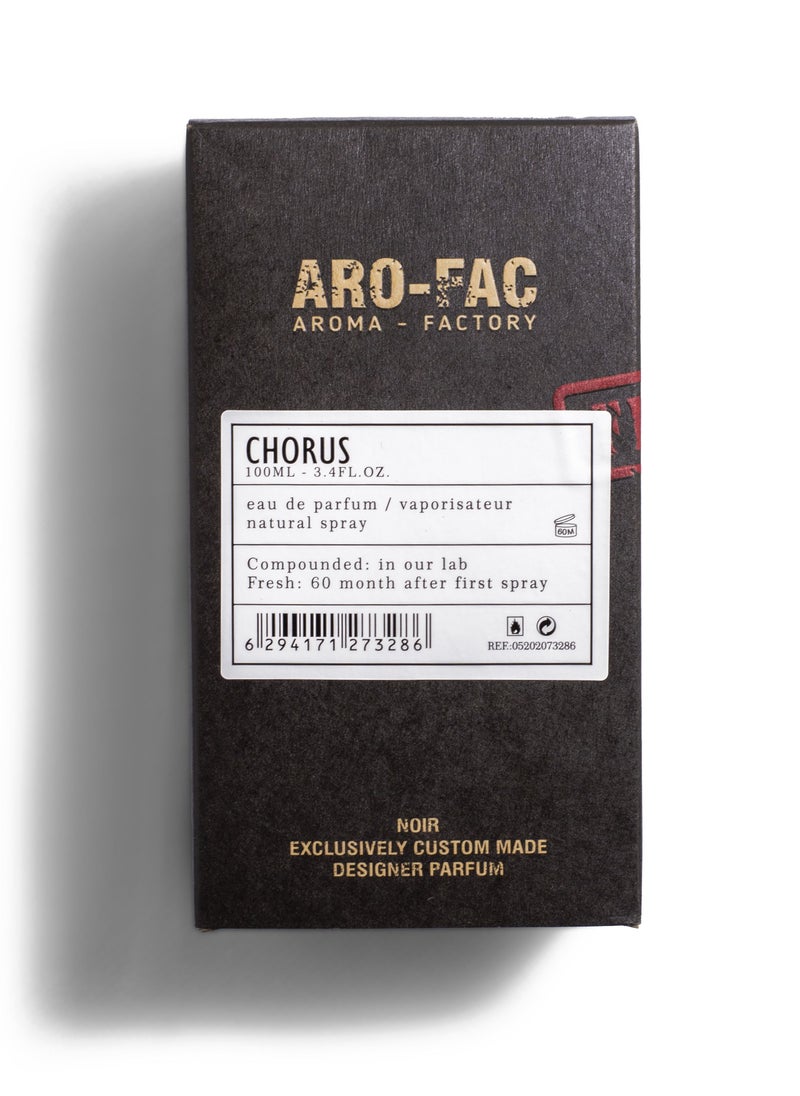 ARO-FAC
AROMA - FACTORY
CHORUS
100ML - 3.4FL.OZ.
eau de parfum / vaporisateur
natural spray
60M
Compounded: in our lab
Fresh: 60 month after first spray
6 294171 273286
REF.:05202073286
NOIR
EXCLUSIVELY CUSTOM MADE
DESIGNER PARFUM